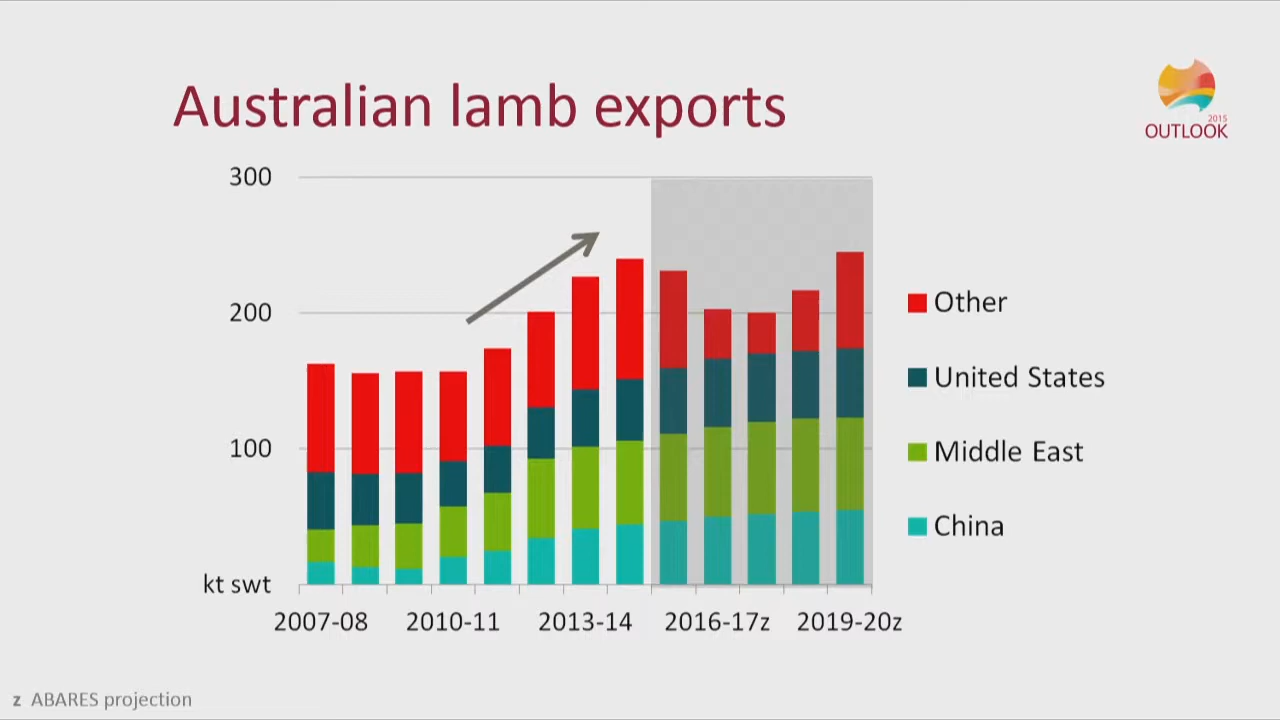 Australian lamb exports
2015
OUTLOOK
300
200
100
kt swt
2007-08
2010-11
2013-14
2016-17z
2019-20z
Other
United States
Middle East
China
z ABARES projection